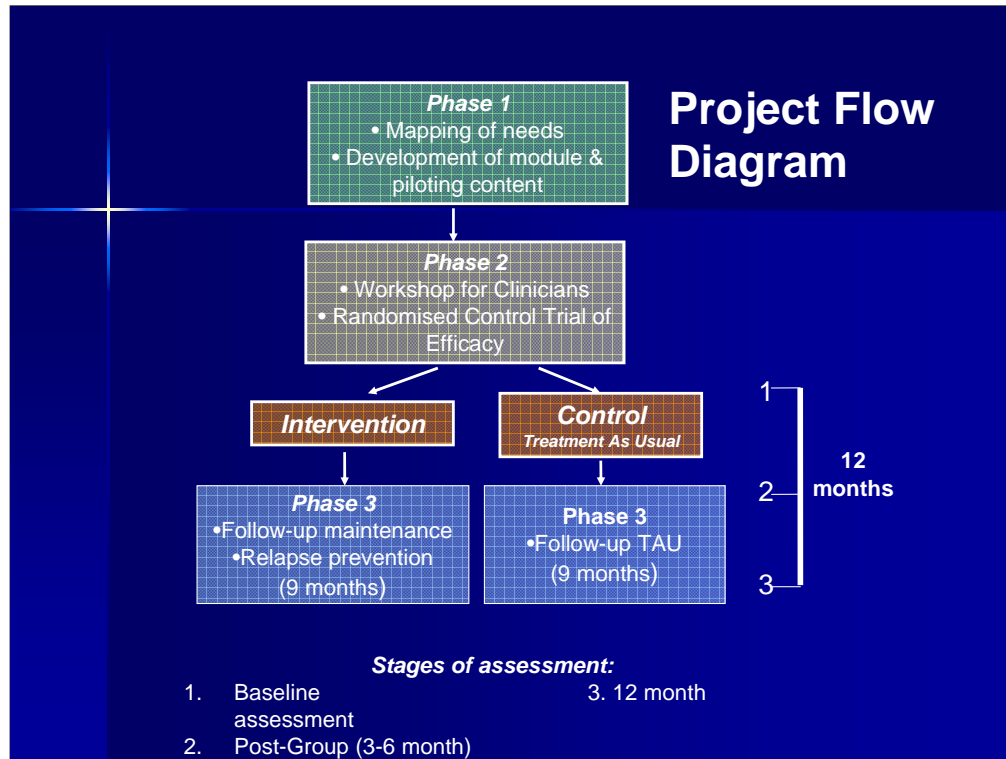 Project Flow
Diagram
Phase 1
• Mapping of needs
• Development of module &
piloting content
Phase 2
• Workshop for Clinicians
• Randomised Control Trial of
Efficacy
Intervention
Control
Treatment As Usual
Phase 3
•Follow-up maintenance
•Relapse prevention
(9 months)
Phase 3
•Follow-up TAU
(9 months)
1
2
3
12
months
Stages of assessment:
1. Baseline
assessment
2. Post-Group (3-6 month)
3. 12 month